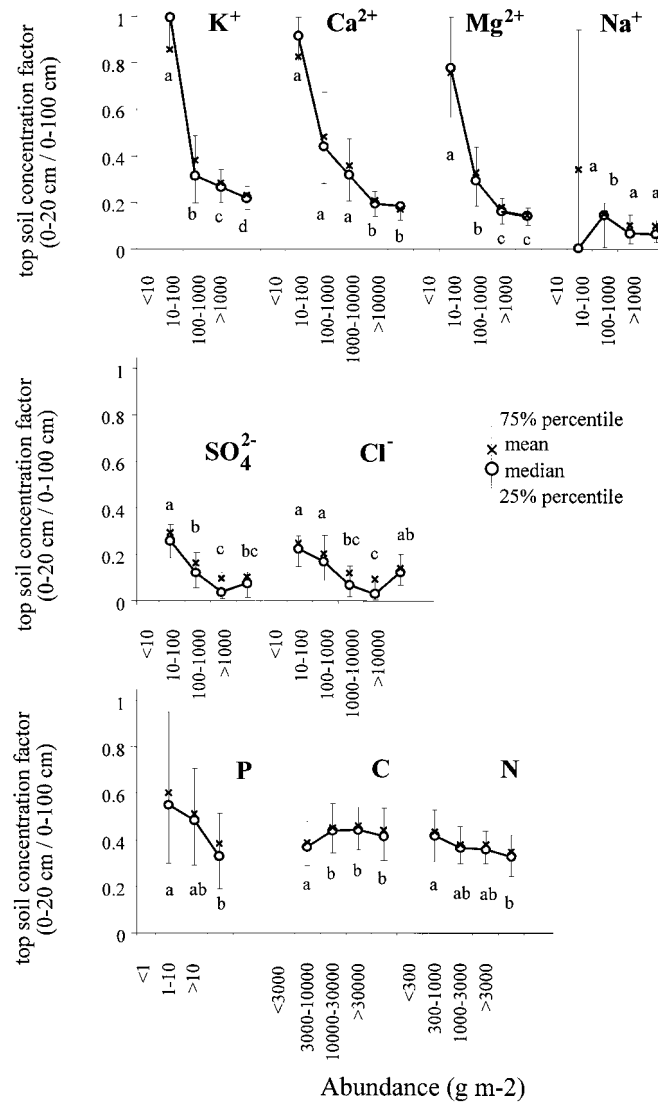 K+ Ca2+ Mg2+ Na+
top soil concentration factor
(0-20 cm / 0-100 cm)
1
0.8
0.6
0.4
0.2
0
a b c d
a a a b b
a b c c
a b a a
<10 10-100 100-1000 >1000
<10 10-100 100-1000 1000-10000 >10000
<10 10-100 100-1000 >1000
<10 10-100 100-1000 >1000
top soil concentration factor
(0-20 cm / 0-100 cm)
1
0.8
0.6
0.4
0.2
0
SO4 2- Cl-
a b c bc
a a bc c ab
75% percentile
mean
median
25% percentile
<10 10-100 100-1000 >1000
<10 10-100 100-1000 1000-10000 >10000
top soil concentration factor
(0-20 cm / 0-100 cm)
1
0.8
0.6
0.4
0.2
0
P C N
a ab b
a b b b
a ab ab b
<1 1-10 >10
<3000 3000-10000 10000-30000 >30000
<300 300-1000 1000-3000 >3000
Abundance (g m-2)